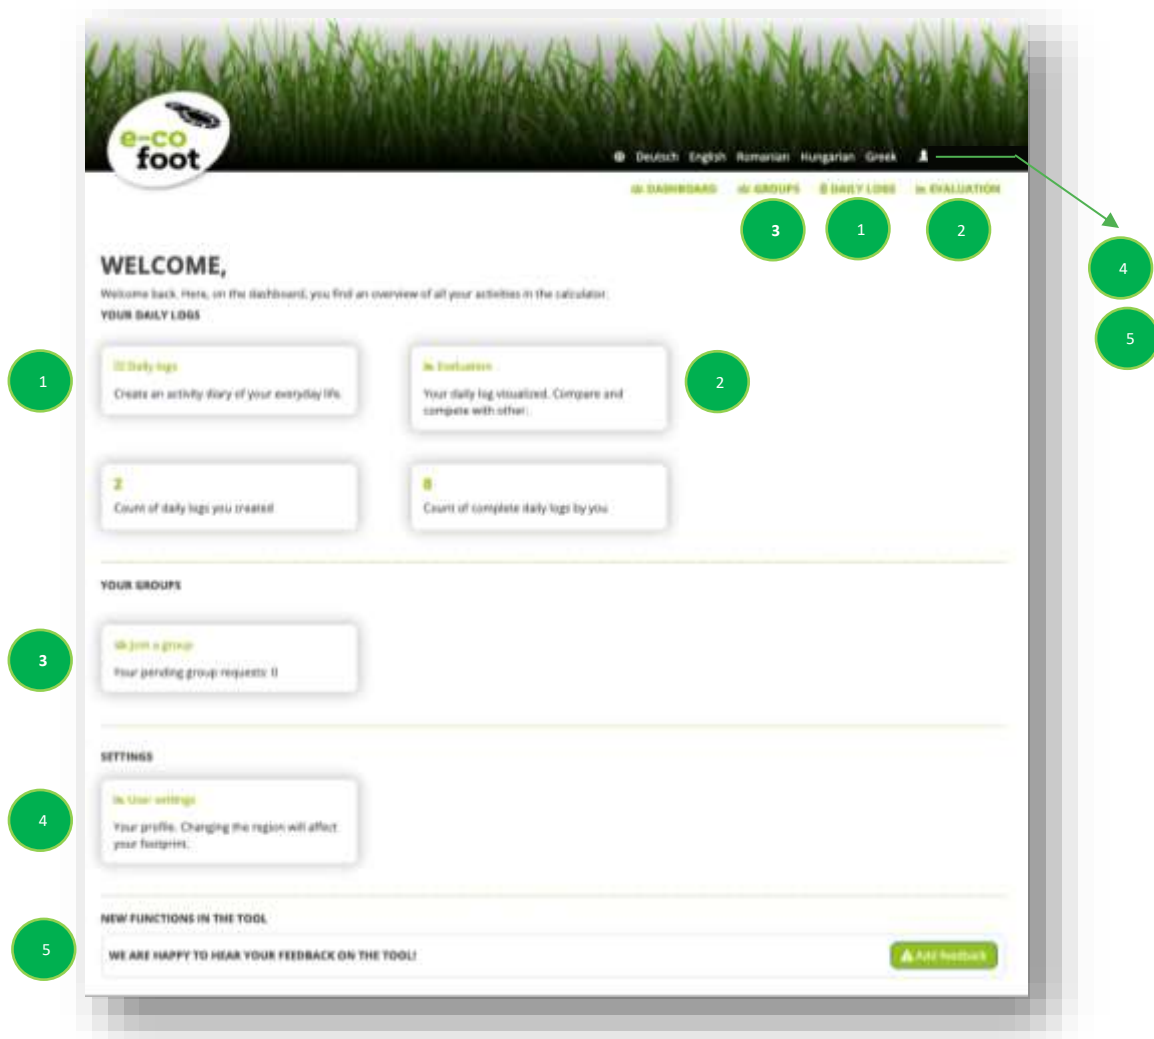 e-co
foot
Deutsch English Romanian Hungarian Greek
DASHBOARD GROUPS DAILY LOGS EVALUATION
3 1 2
4
5
WELCOME,
Welcome back. Here, on the dashboard, you find an overview of all your activities in the calculator.
YOUR DAILY LOGS
1
Daily logs
Create an activity diary of your everyday life.
Evaluation
Your daily log visualized. Compare and
compete with other.
2
2
Count of daily logs you created
Count of complete daily logs by you
YOUR GROUPS
3
Join a group
Your pending group requests: 0
SETTINGS
4
User settings
Your profile. Changing the region will affect
your footprint.
NEW FUNCTIONS IN THE TOOL
5
WE ARE HAPPY TO HEAR YOUR FEEDBACK ON THE TOOL!
Add feedback